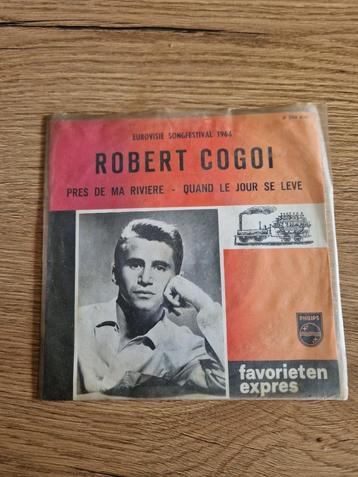 EUROVISIE SONGFESTIVAL 1964
ROBERT COGOI
PRES DE MA RIVIERE - QUAND LE JOUR SE LEVE
PHILIPS
favorieten
expres